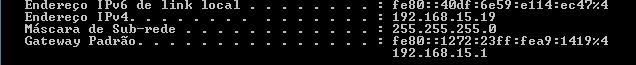 Endereço IPv6 de link local . . . . . . . . : fe80::40df:6e59:e114:ec47%4
Endereço IPv4. . . . . . . . . . . . . . . : 192.168.15.19
Máscara de Sub-rede . . . . . . . . . . . . : 255.255.255.0
Gateway Padrão. . . . . . . . . . . . . . . : fe80::1272:23ff:fea9:1419%4
192.168.15.1